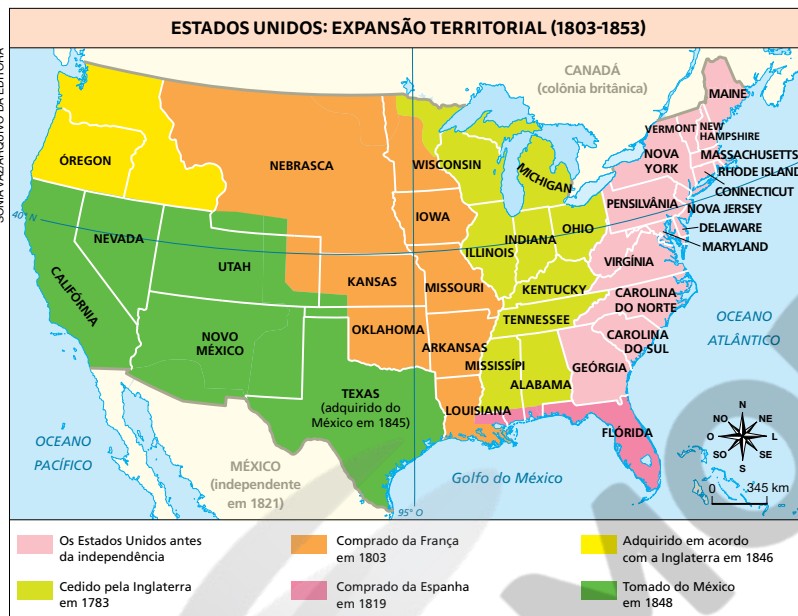 ESTADOS UNIDOS: EXPANSÃO TERRITORIAL (1803-1853)
CANADÁ
(colônia britânica)
MAINE
VERMONT
NEW
HAMPSHIRE
MASSACHUSETTS
RHODE ISLAND
CONNECTICUT
NOVA
YORK
PENSILVÂNIA
NOVA JERSEY
DELAWARE
MARYLAND
ÓREGON
NEBRASCA
WISCONSIN
MICHIGAN
IOWA
40° N
NEVADA
UTAH
CALIFÓRNIA
KANSAS
MISSOURI
ILLINOIS
INDIANA
OHIO
VIRGÍNIA
KENTUCKY
CAROLINA
DO NORTE
TENNESSEE
OCEANO
ATLÂNTICO
NOVO
MÉXICO
OKLAHOMA
ARKANSAS
CAROLINA
DO SUL
MISSISSÍPI
ALABAMA
GEÓRGIA
TEXAS
(adquirido do
México em 1845)
LOUISIANA
FLÓRIDA
OCEANO
PACÍFICO
MÉXICO
(independente
em 1821)
Golfo do México
95° O
N
NO
NE
O
L
SO
SE
S
0 345 km
Os Estados Unidos antes
da independência
Comprado da França
em 1803
Adquirido em acordo
com a Inglaterra em 1846
Cedido pela Inglaterra
em 1783
Comprado da Espanha
em 1819
Tomado do México
em 1848